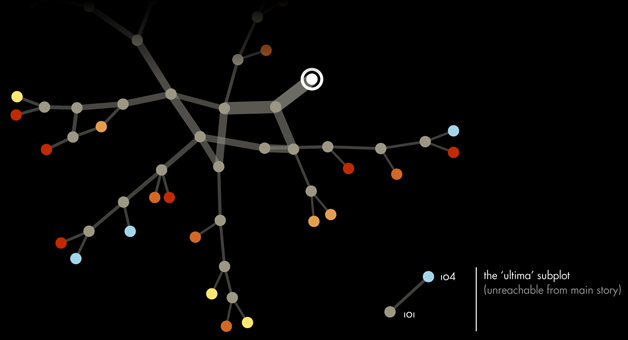 104
the ‘ultima’ subplot
(unreachable from main story)
101